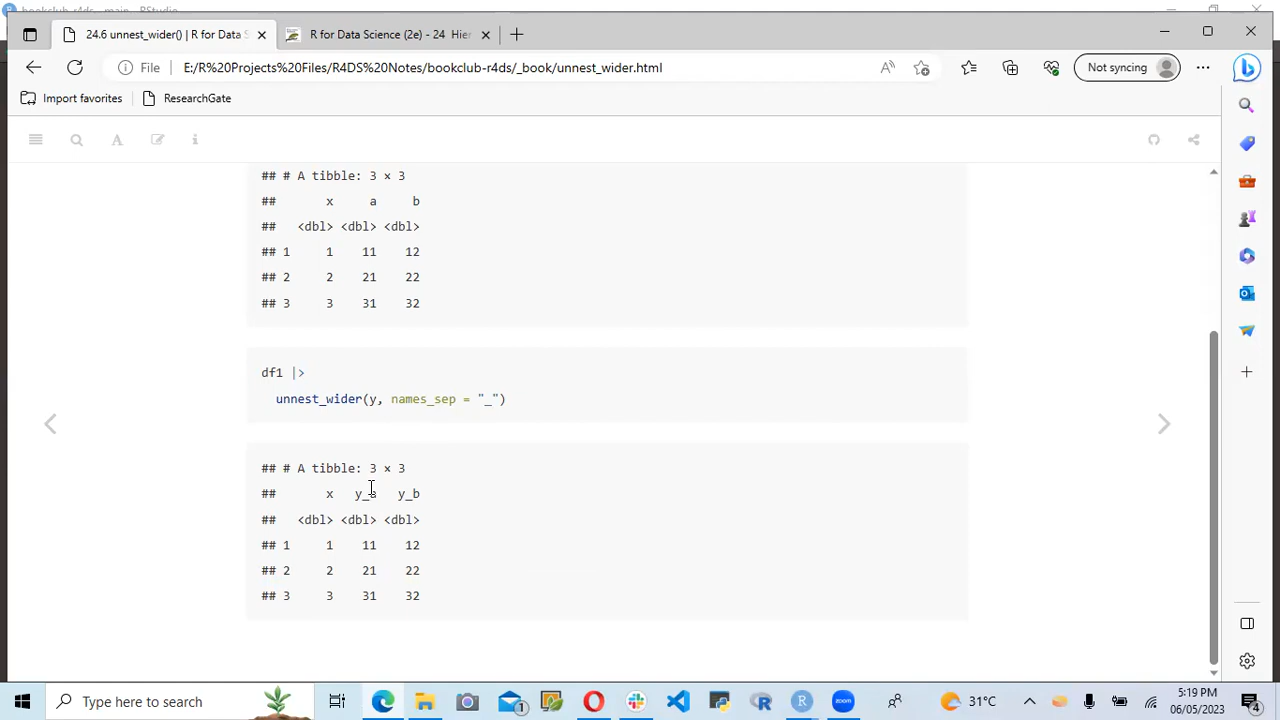 bookclub-r4ds - main - RStudio
24.6 unnest_wider() | R for Data S
R for Data Science (2e) - 24 Hier
File
E:/R%20Projects%20Files/R4DS%20Notes/bookclub-r4ds/_book/unnest_wider.html
Not syncing
Import favorites
ResearchGate
## # A tibble: 3 × 3
## x a b
## <dbl> <dbl> <dbl>
## 1 1 11 12
## 2 2 21 22
## 3 3 31 32
df1 |>
unnest_wider(y, names_sep = "_")
## # A tibble: 3 × 3
## x y_a y_b
## <dbl> <dbl> <dbl>
## 1 1 11 12
## 2 2 21 22
## 3 3 31 32
Type here to search
31°C
5:19 PM
06/05/2023